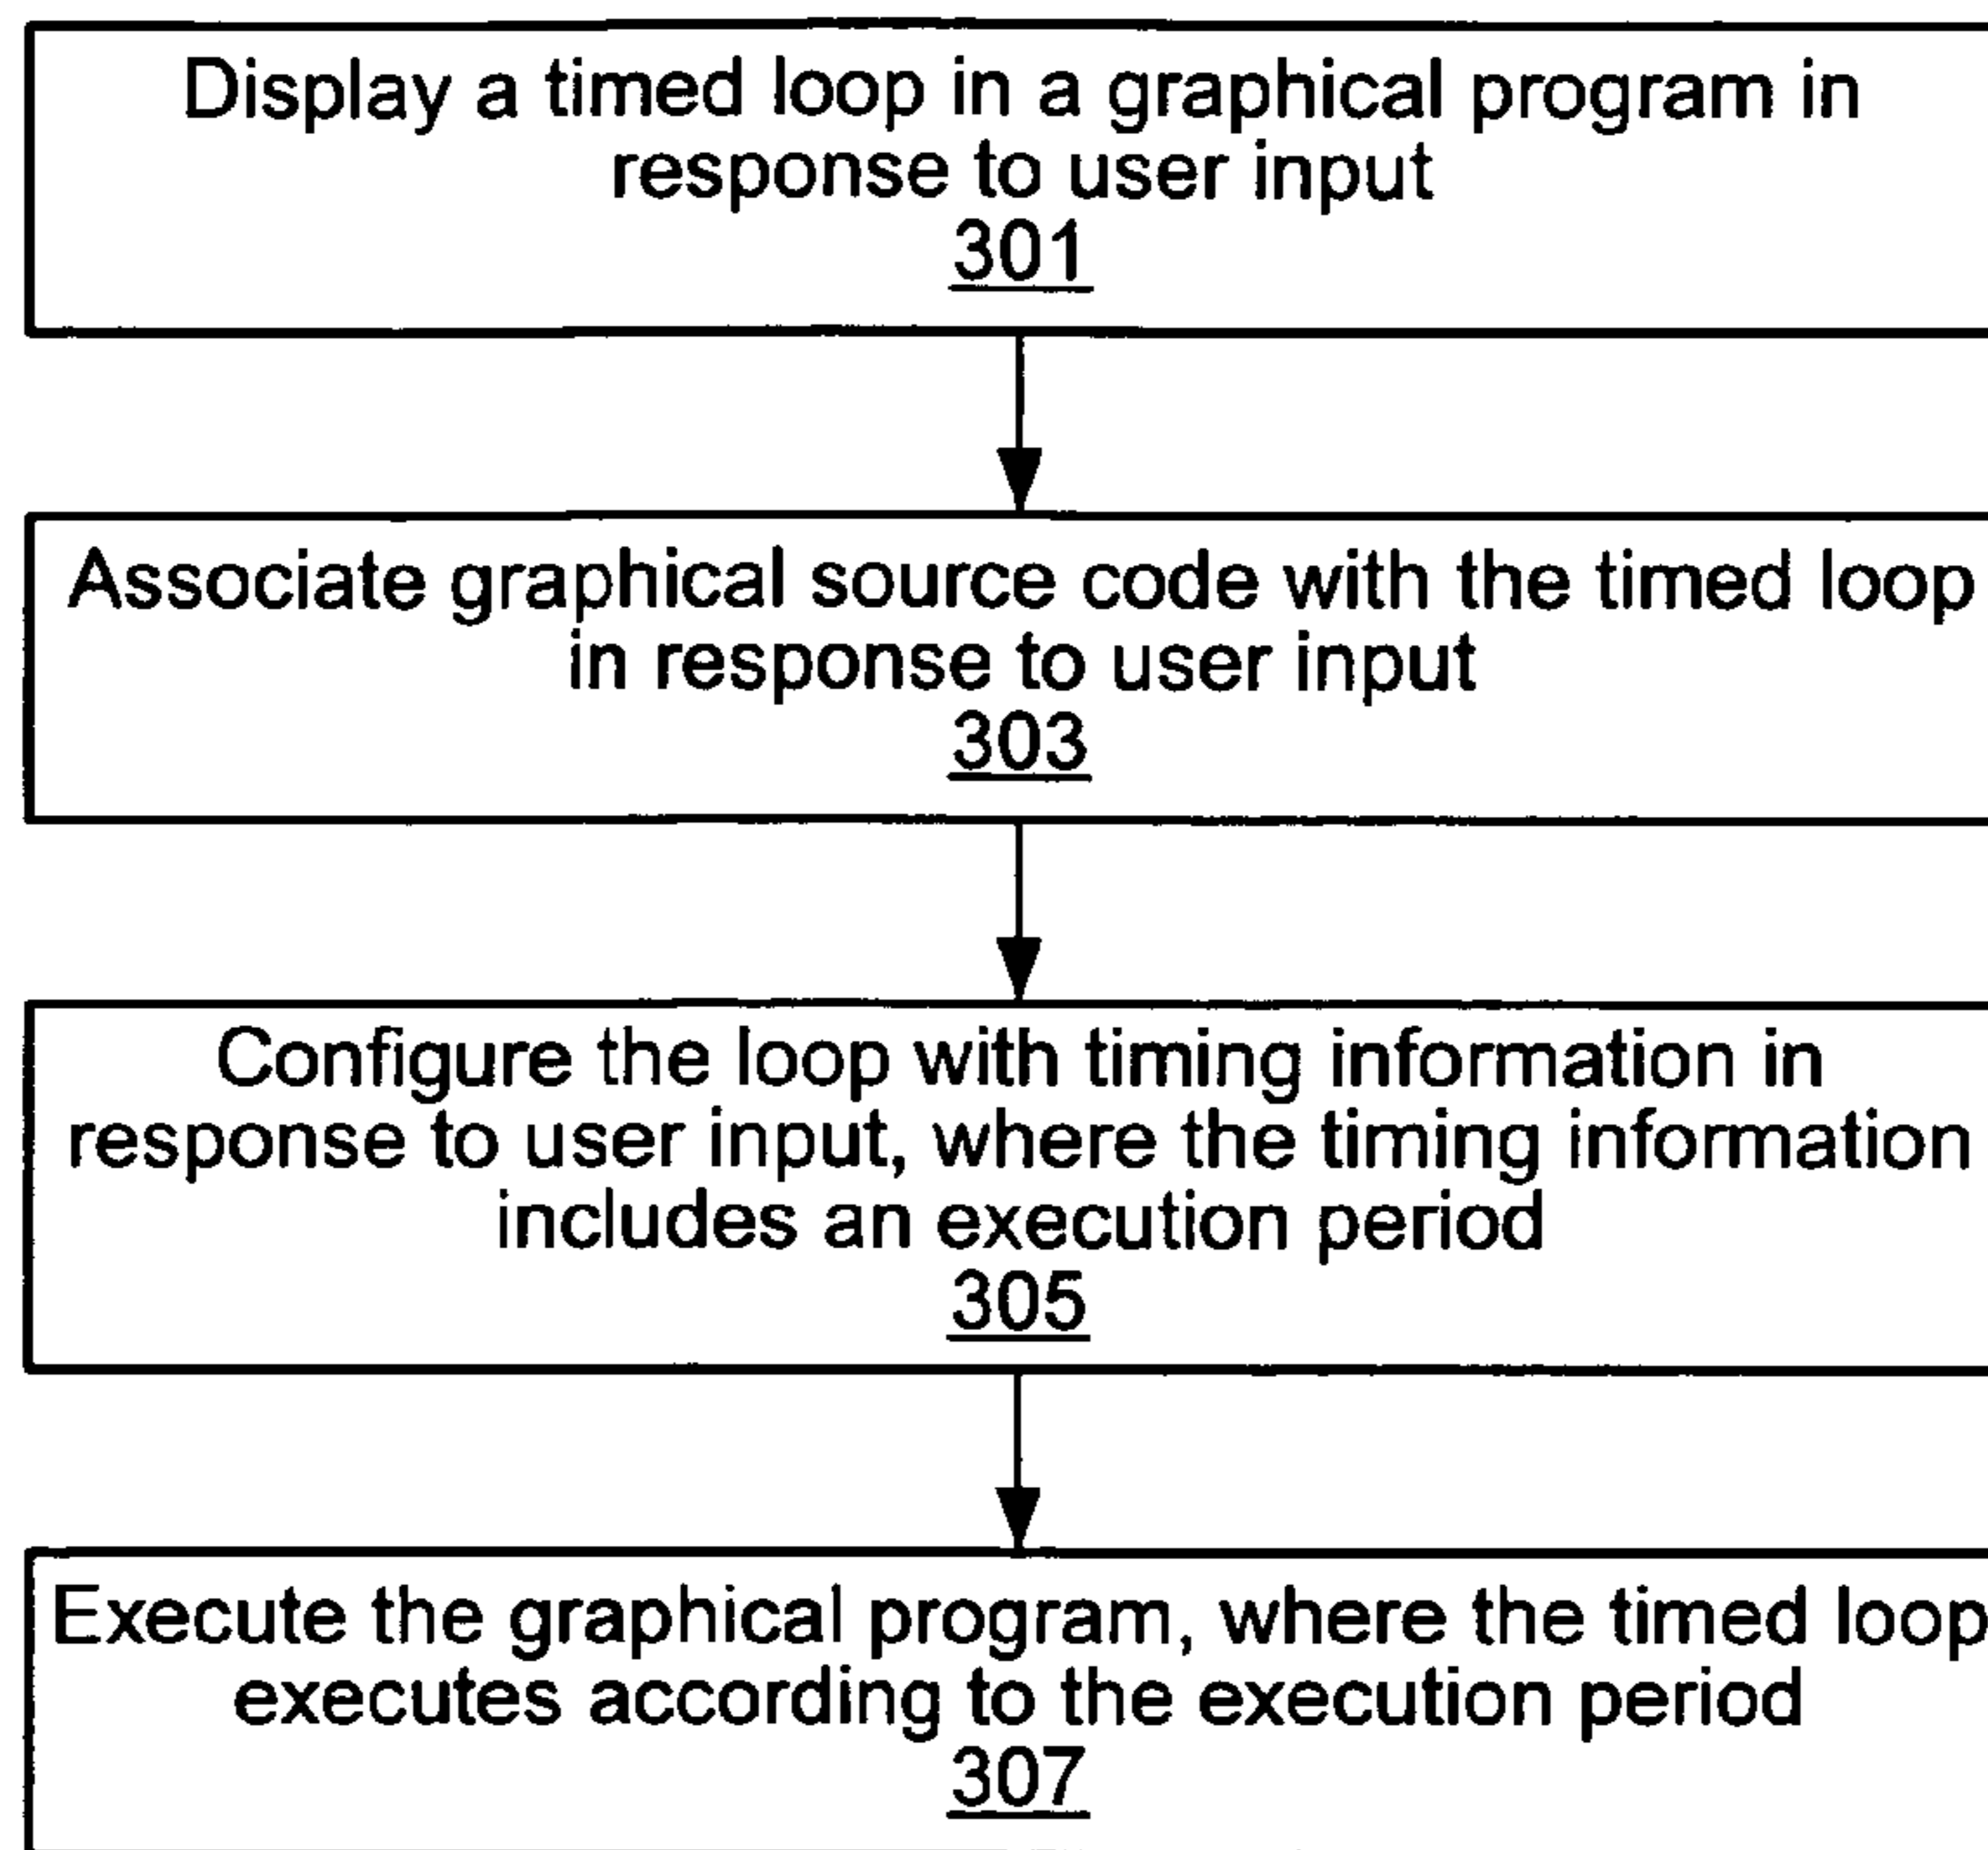 Display a timed loop in a graphical program in
response to user input
301
Associate graphical source code with the timed loop
in response to user input
303
Configure the loop with timing information in
response to user input, where the timing information
includes an execution period
305
Execute the graphical program, where the timed loop
executes according to the execution period
307